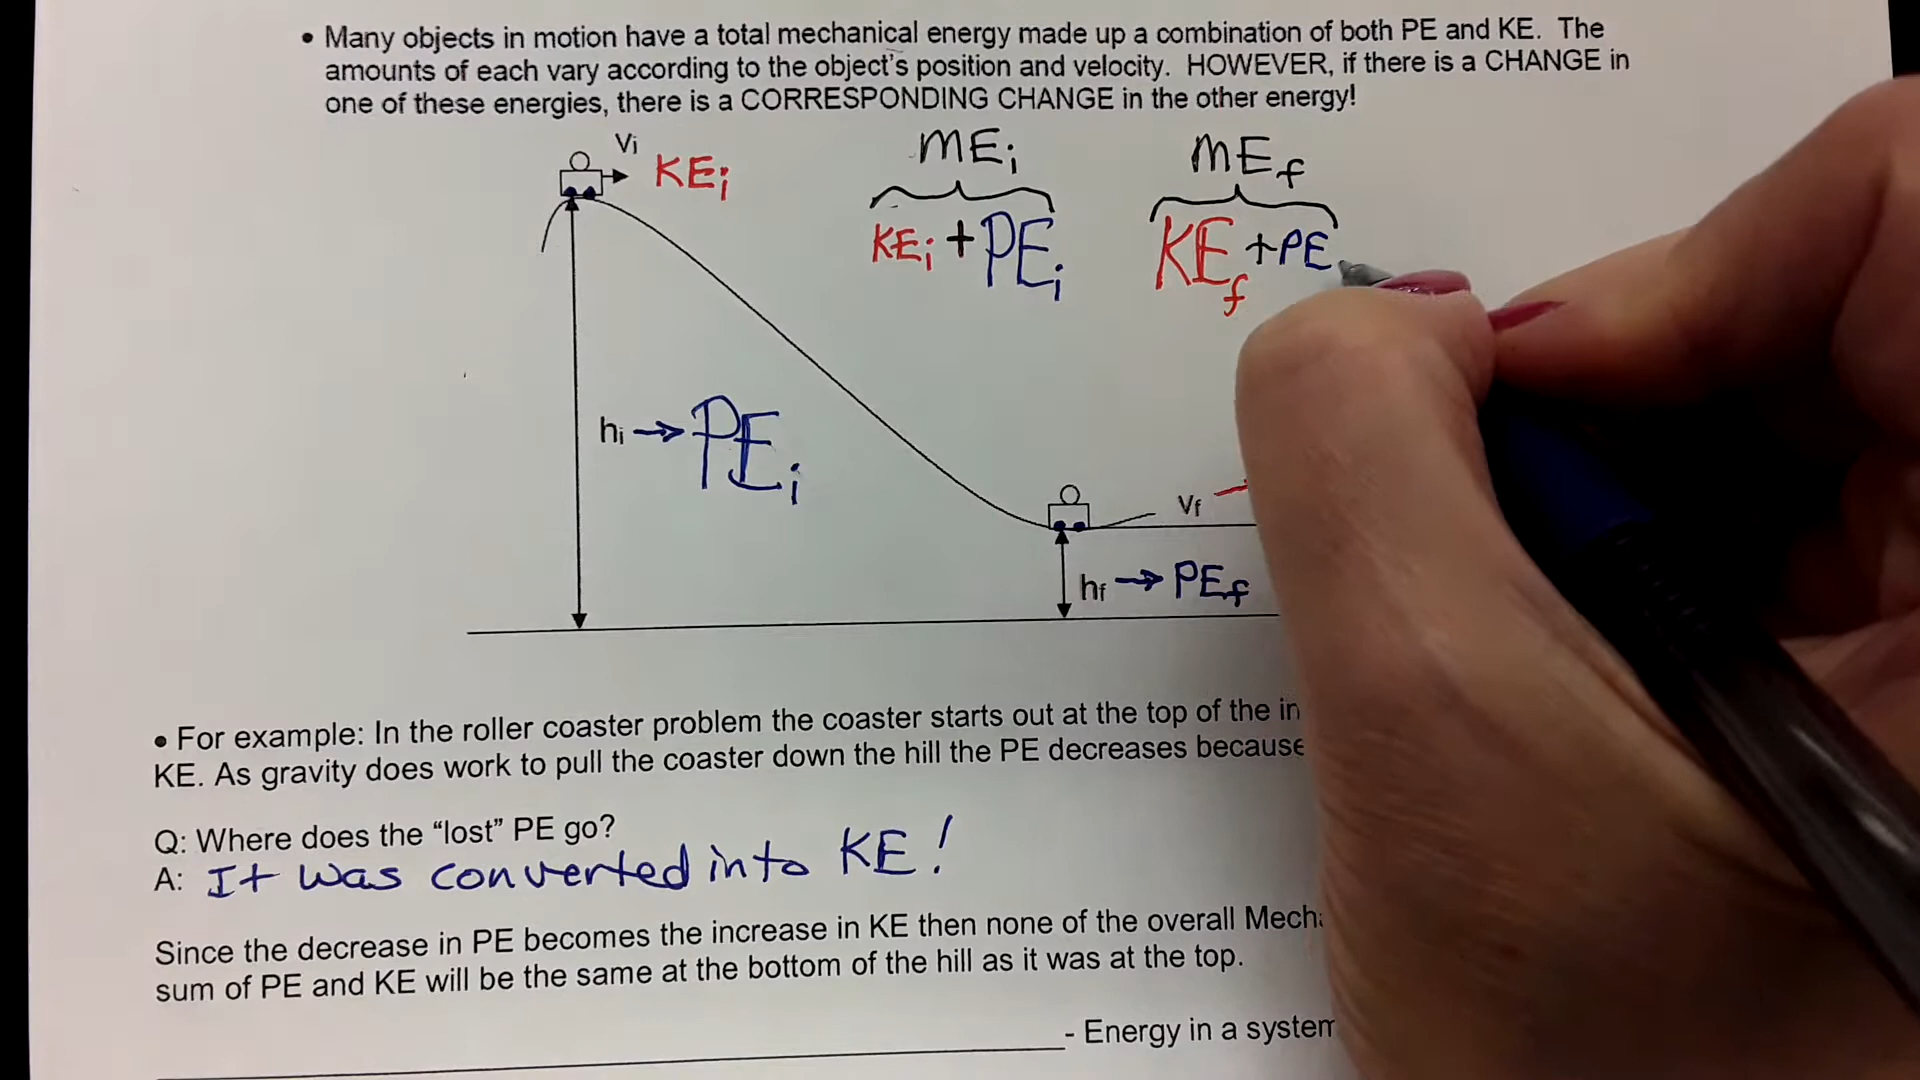 • Many objects in motion have a total mechanical energy made up a combination of both PE and KE. The
amounts of each vary according to the object's position and velocity. HOWEVER, if there is a CHANGE in
one of these energies, there is a CORRESPONDING CHANGE in the other energy!
Vi KEi
MEi MEf
KEi + PEi KEf + PE
hi → PEi
Vf
hf → PEf
• For example: In the roller coaster problem the coaster starts out at the top of the in
KE. As gravity does work to pull the coaster down the hill the PE decreases because
Q: Where does the “lost” PE go?
A: It was converted into KE!
Since the decrease in PE becomes the increase in KE then none of the overall Mech
sum of PE and KE will be the same at the bottom of the hill as it was at the top.
- Energy in a system